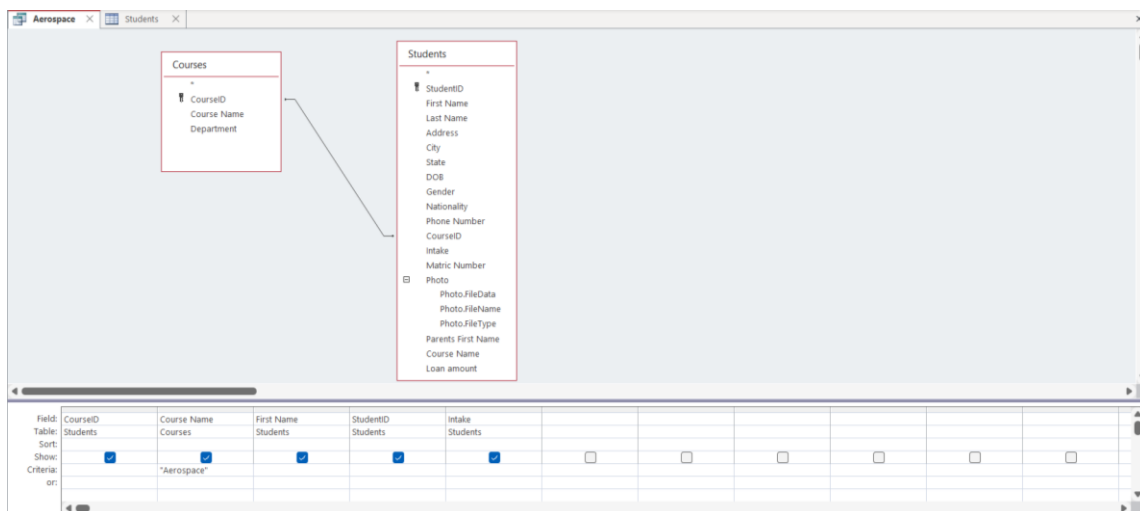 Aerospace Students
Courses
*
CourseID
Course Name
Department
Students
*
StudentID
First Name
Last Name
Address
City
State
DOB
Gender
Nationality
Phone Number
CourseID
Intake
Matric Number
Photo
Photo.FileData
Photo.FileName
Photo.FileType
Parents First Name
Course Name
Loan amount
Field: CourseID Course Name First Name StudentID Intake
Table: Students Courses Students Students Students
Sort:
Show:
Criteria: "Aerospace"
or: